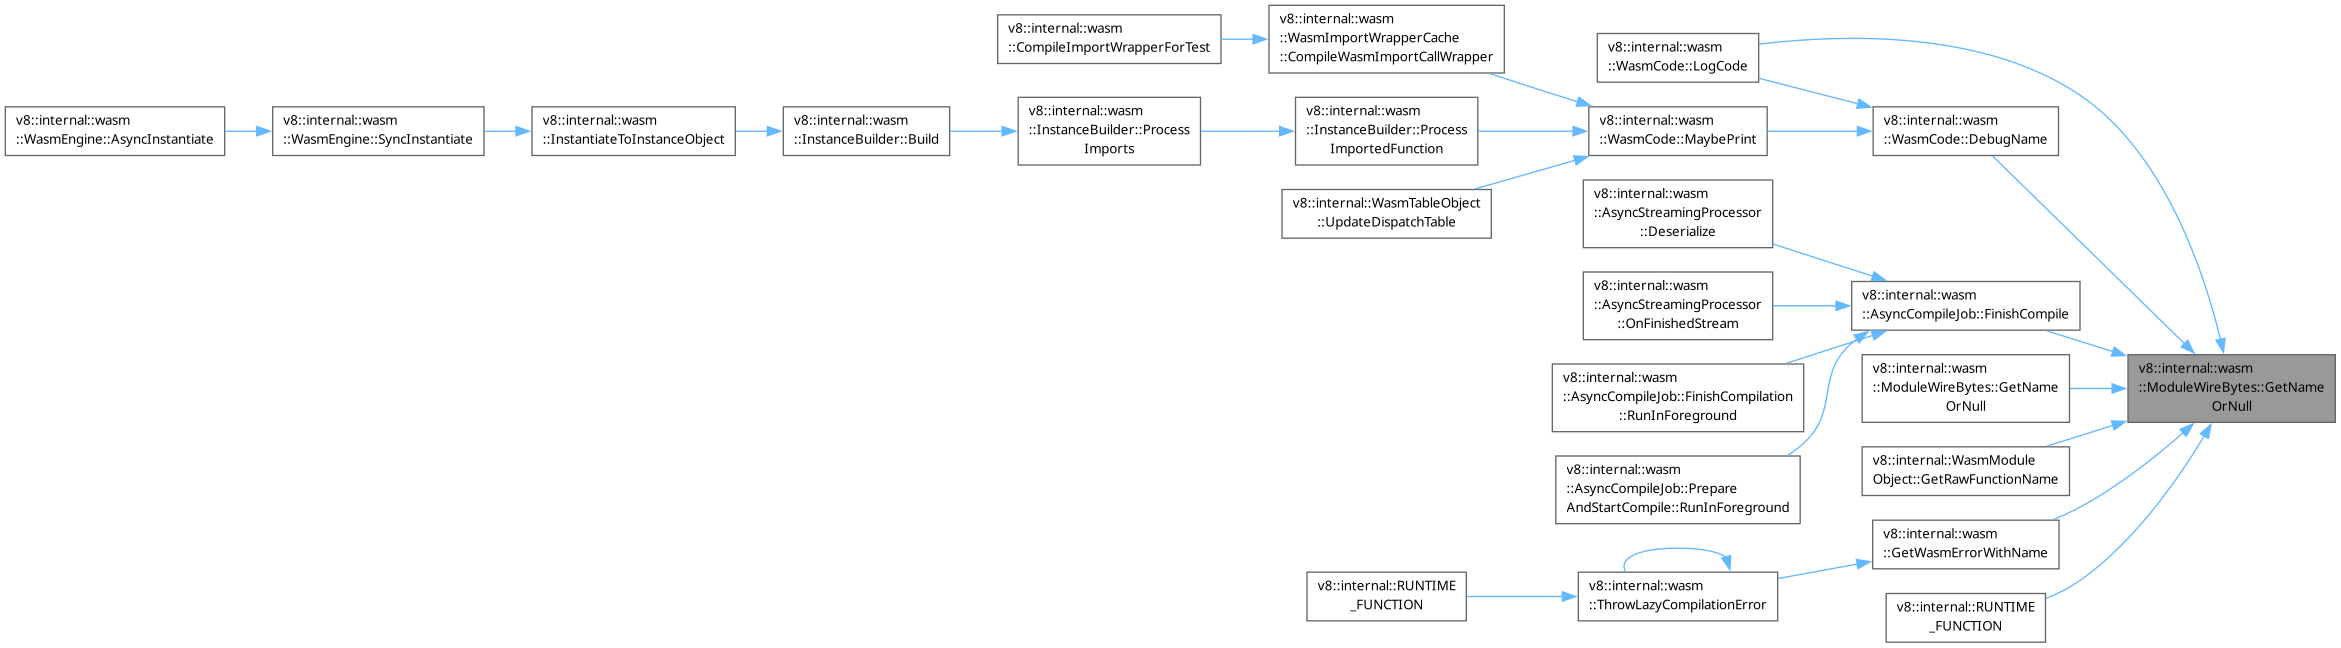 v8::internal::wasm
::WasmEngine::AsyncInstantiate
v8::internal::wasm
::WasmEngine::SyncInstantiate
v8::internal::wasm
::InstantiateToInstanceObject
v8::internal::wasm
::InstanceBuilder::Build
v8::internal::wasm
::CompileImportWrapperForTest
v8::internal::wasm
::InstanceBuilder::Process
Imports
v8::internal::wasm
::WasmImportWrapperCache
::CompileWasmImportCallWrapper
v8::internal::wasm
::InstanceBuilder::Process
ImportedFunction
v8::internal::WasmTableObject
::UpdateDispatchTable
v8::internal::RUNTIME
_FUNCTION
v8::internal::wasm
::WasmCode::LogCode
v8::internal::wasm
::WasmCode::MaybePrint
v8::internal::wasm
::AsyncStreamingProcessor
::Deserialize
v8::internal::wasm
::AsyncStreamingProcessor
::OnFinishedStream
v8::internal::wasm
::AsyncCompileJob::FinishCompilation
::RunInForeground
v8::internal::wasm
::AsyncCompileJob::Prepare
AndStartCompile::RunInForeground
v8::internal::wasm
::ThrowLazyCompilationError
v8::internal::wasm
::WasmCode::DebugName
v8::internal::wasm
::AsyncCompileJob::FinishCompile
v8::internal::wasm
::ModuleWireBytes::GetName
OrNull
v8::internal::WasmModule
Object::GetRawFunctionName
v8::internal::wasm
::GetWasmErrorWithName
v8::internal::RUNTIME
_FUNCTION
v8::internal::wasm
::ModuleWireBytes::GetName
OrNull